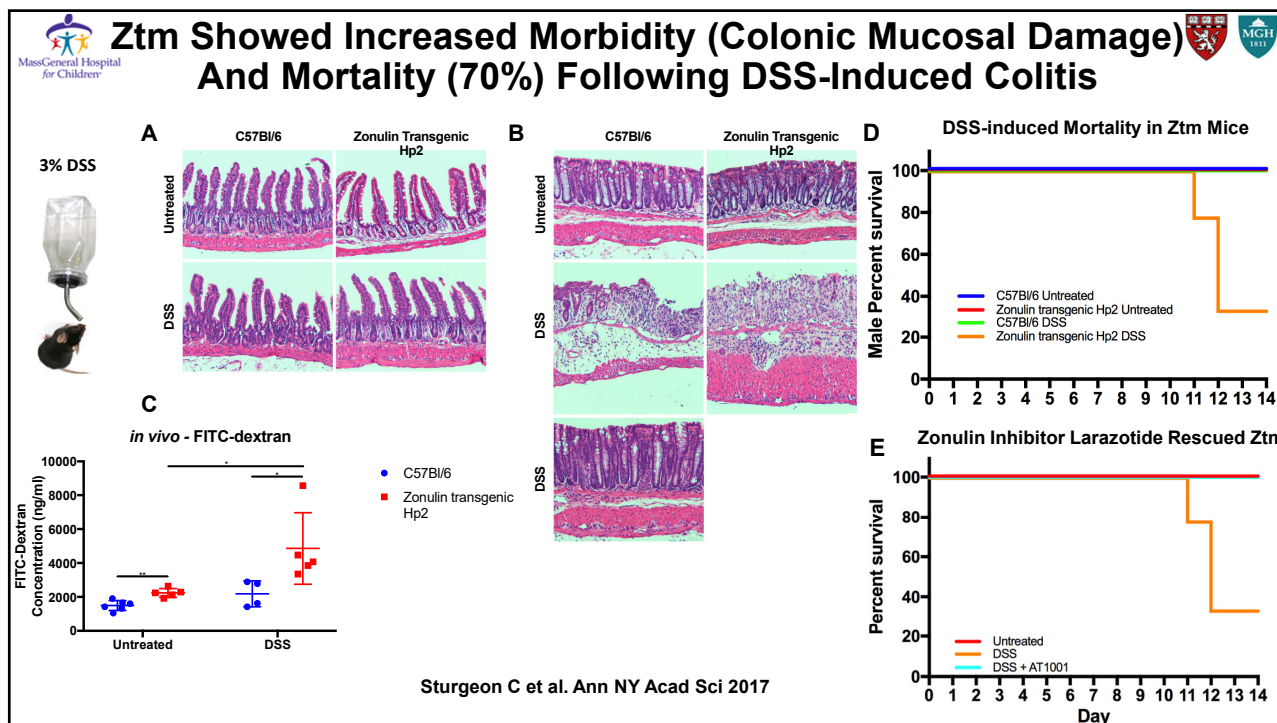 MassGeneral Hospital
for Children
Ztm Showed Increased Morbidity (Colonic Mucosal Damage)
And Mortality (70%) Following DSS-Induced Colitis
MGH
1811
3% DSS
A
C57Bl/6
Zonulin Transgenic
Hp2
Untreated
DSS
B
C57Bl/6
Zonulin Transgenic
Hp2
Untreated
DSS
DSS
C
in vivo - FITC-dextran
FITC-Dextran
Concentration (ng/ml)
10000
8000
6000
4000
2000
0
*
*
**
Untreated
DSS
C57Bl/6
Zonulin transgenic
Hp2
D
DSS-induced Mortality in Ztm Mice
Male Percent survival
100
80
60
40
20
0
C57Bl/6 Untreated
Zonulin transgenic Hp2 Untreated
C57Bl/6 DSS
Zonulin transgenic Hp2 DSS
0 1 2 3 4 5 6 7 8 9 10 11 12 13 14
E
Zonulin Inhibitor Larazotide Rescued Ztm
Percent survival
100
80
60
40
20
0
Untreated
DSS
DSS + AT1001
0 1 2 3 4 5 6 7 8 9 10 11 12 13 14
Day
Sturgeon C et al. Ann NY Acad Sci 2017